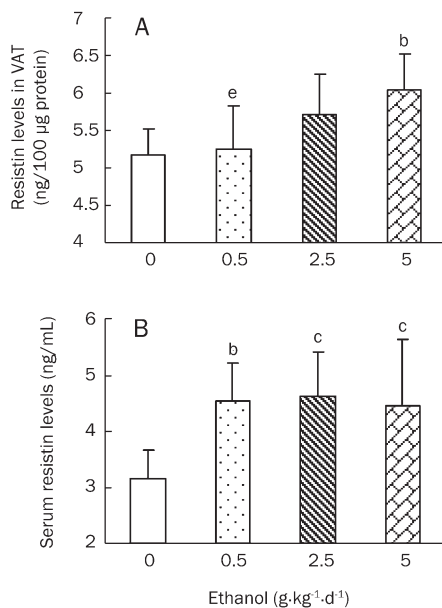 A
Resistin levels in VAT
(ng/100 µg protein)
7
6.5
6
5.5
5
4.5
4
e
b
0
0.5
2.5
5
B
Serum resistin levels (ng/mL)
6
5
4
3
2
b
c
c
0
0.5
2.5
5
Ethanol (g·kg⁻¹·d⁻¹)